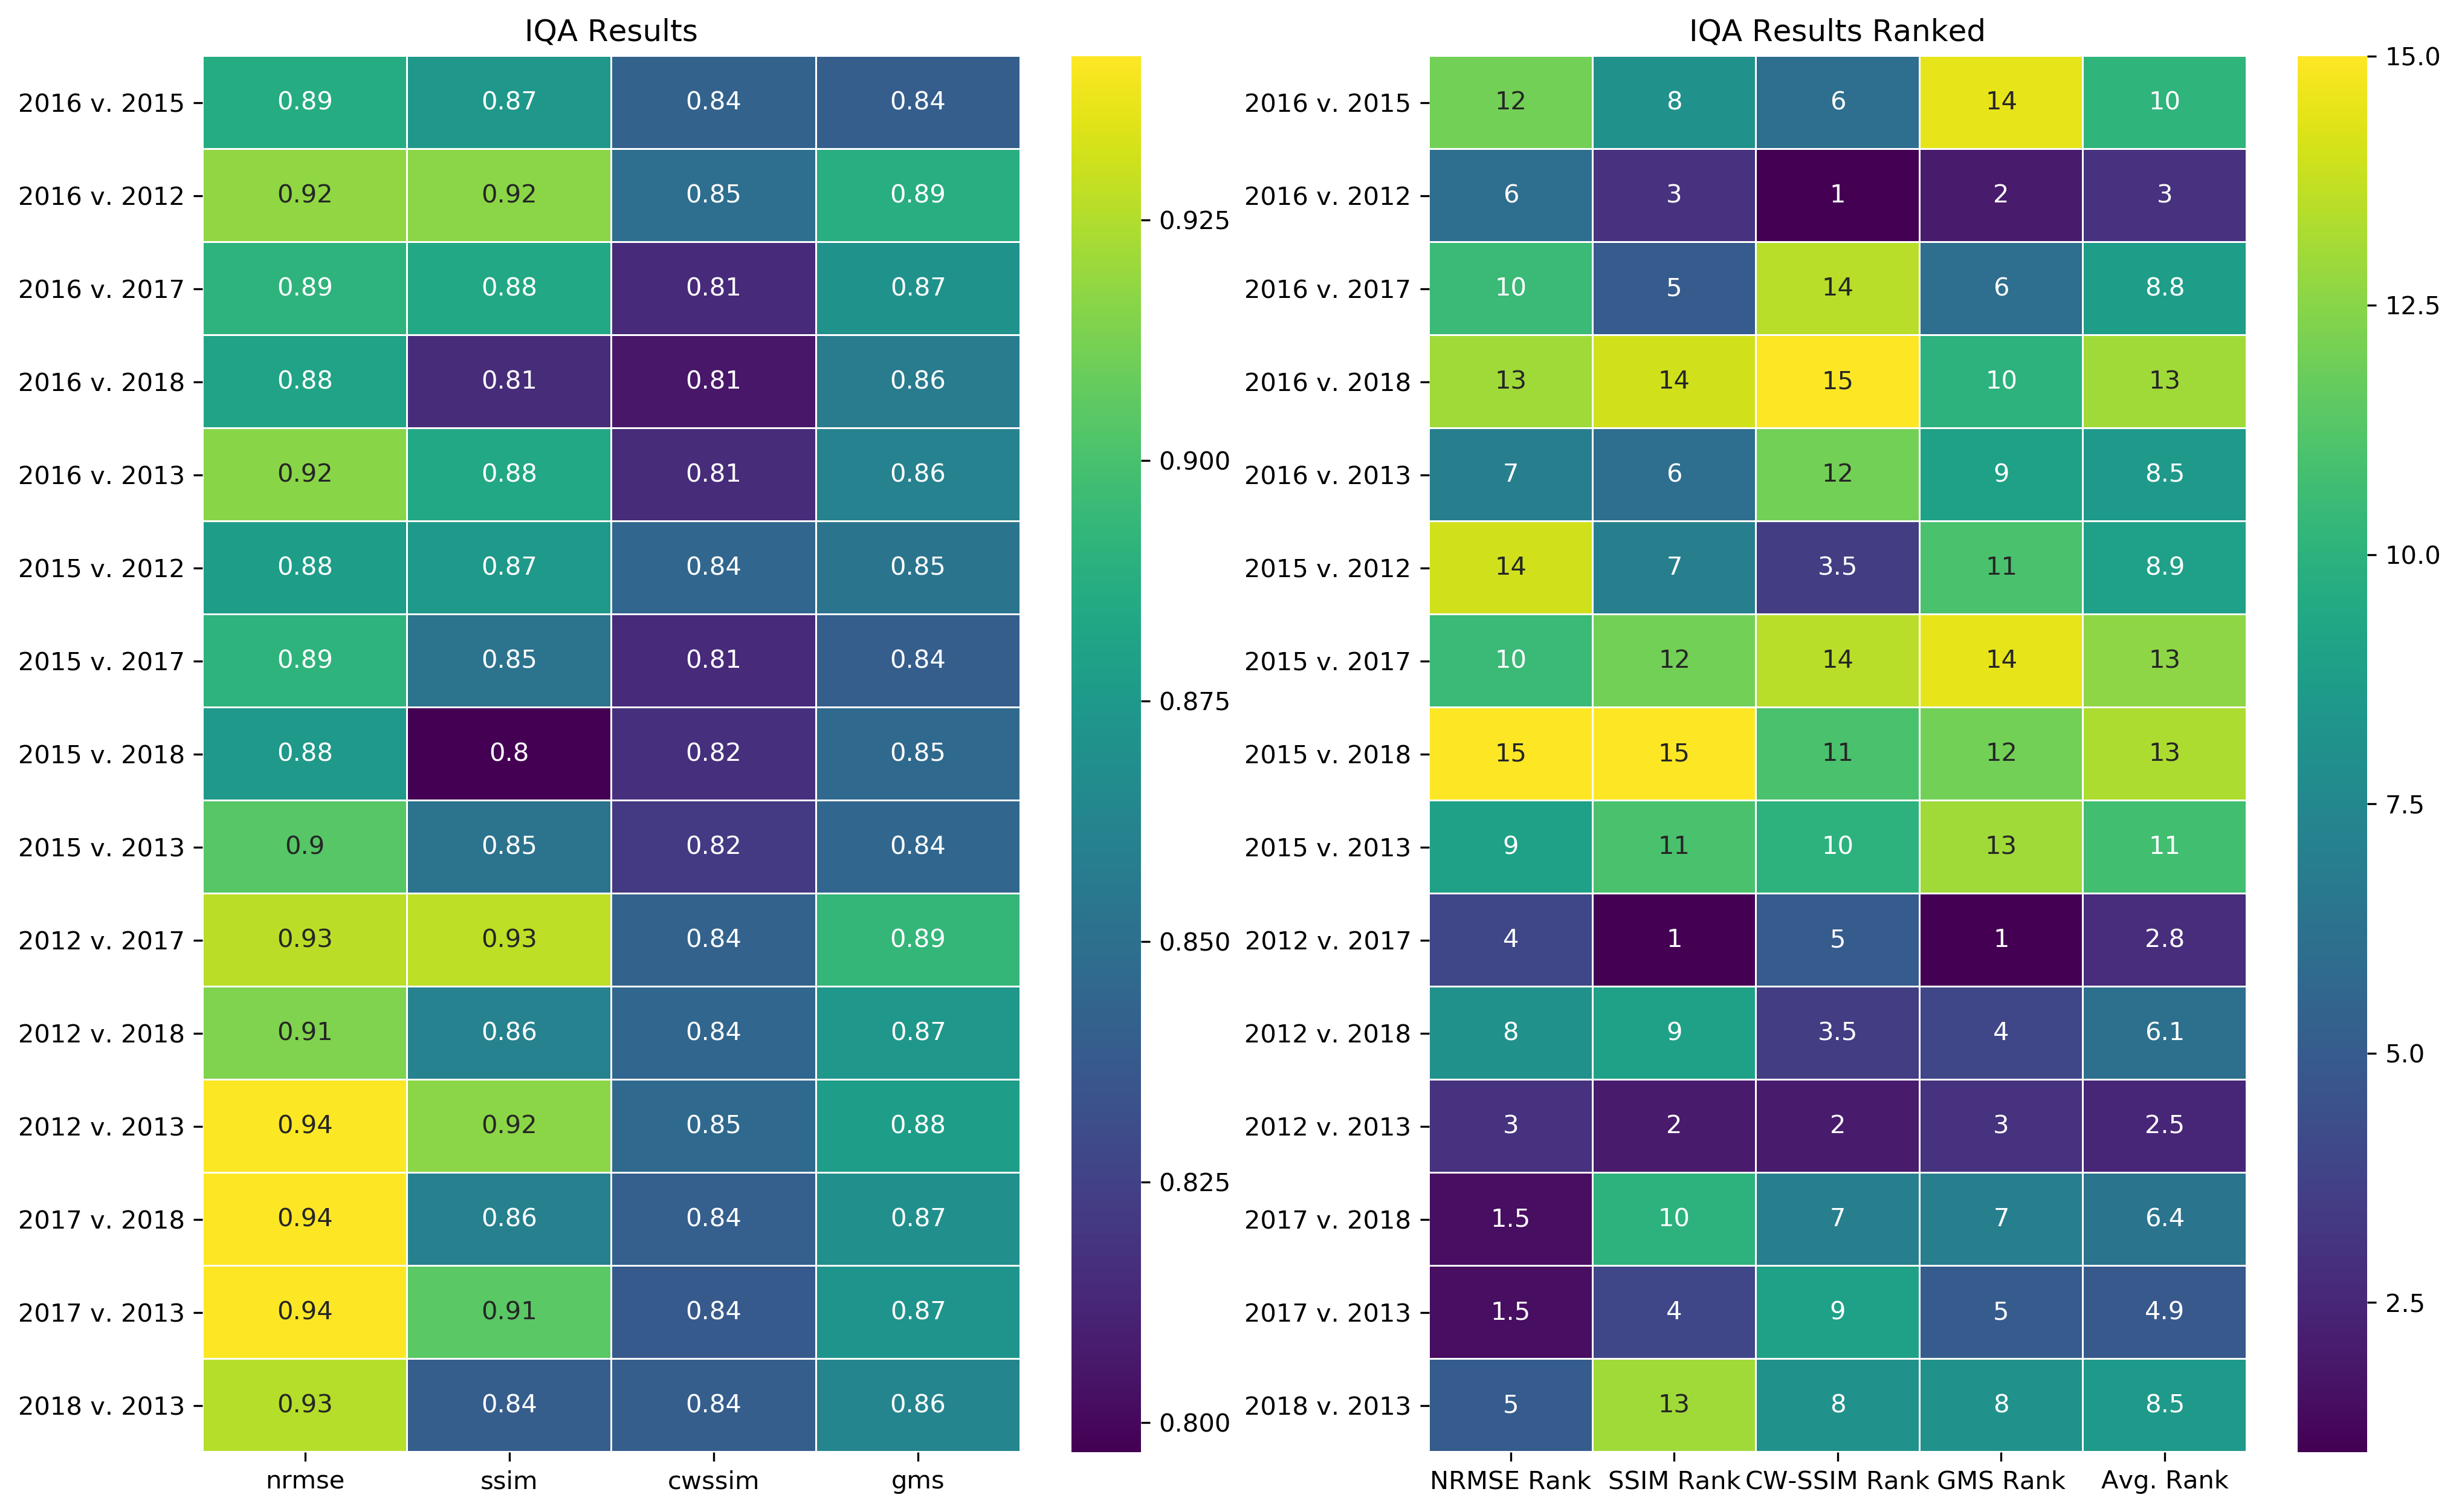 IQA Results
2016 v. 2015 0.89 0.87 0.84 0.84
2016 v. 2012 0.92 0.92 0.85 0.89
2016 v. 2017 0.89 0.88 0.81 0.87
2016 v. 2018 0.88 0.81 0.81 0.86
2016 v. 2013 0.92 0.88 0.81 0.86
2015 v. 2012 0.88 0.87 0.84 0.85
2015 v. 2017 0.89 0.85 0.81 0.84
2015 v. 2018 0.88 0.8 0.82 0.85
2015 v. 2013 0.9 0.85 0.82 0.84
2012 v. 2017 0.93 0.93 0.84 0.89
2012 v. 2018 0.91 0.86 0.84 0.87
2012 v. 2013 0.94 0.92 0.85 0.88
2017 v. 2018 0.94 0.86 0.84 0.87
2017 v. 2013 0.94 0.91 0.84 0.87
2018 v. 2013 0.93 0.84 0.84 0.86
nrmse ssim cwssim gms
0.925
0.900
0.875
0.850
0.825
0.800
IQA Results Ranked
2016 v. 2015 12 8 6 14 10
2016 v. 2012 6 3 1 2 3
2016 v. 2017 10 5 14 6 8.8
2016 v. 2018 13 14 15 10 13
2016 v. 2013 7 6 12 9 8.5
2015 v. 2012 14 7 3.5 11 8.9
2015 v. 2017 10 12 14 14 13
2015 v. 2018 15 15 11 12 13
2015 v. 2013 9 11 10 13 11
2012 v. 2017 4 1 5 1 2.8
2012 v. 2018 8 9 3.5 4 6.1
2012 v. 2013 3 2 2 3 2.5
2017 v. 2018 1.5 10 7 7 6.4
2017 v. 2013 1.5 4 9 5 4.9
2018 v. 2013 5 13 8 8 8.5
NRMSE Rank SSIM Rank CW-SSIM Rank GMS Rank Avg. Rank
15.0
12.5
10.0
7.5
5.0
2.5